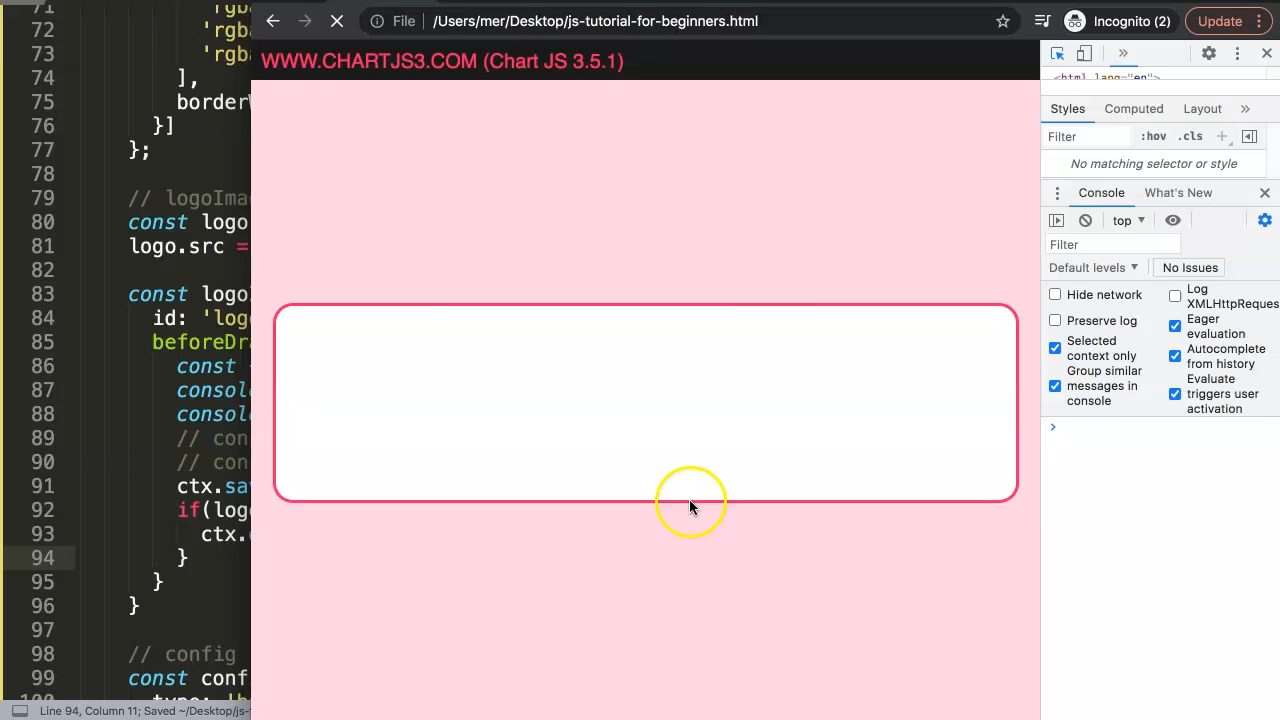 71
72
73
74
75
76
77
78
79
80
81
82
83
84
85
86
87
88
89
90
91
92
93
94
95
96
97
98
99
'rgba
'rgba
],
border
}]
};
// logoIma
const logo
logo.src =
const logo
id: 'log
beforeDr
const
consol
consol
// con
// con
ctx.sa
if(log
ctx.
}
}
}
// config
const conf
Line 94, Column 11; Saved ~/Desktop/js-
File /Users/mer/Desktop/js-tutorial-for-beginners.html
Incognito (2)
Update
WWW.CHARTJS3.COM (Chart JS 3.5.1)
<html lang="en">
Styles Computed Layout »
Filter :hov .cls +
No matching selector or style
Console What's New
top ▼
Filter
Default levels ▼ No Issues
Hide network
Preserve log
Selected
context only
Group similar
messages in
console
Log
XMLHttpReques
Eager
evaluation
Autocomplete
from history
Evaluate
triggers user
activation